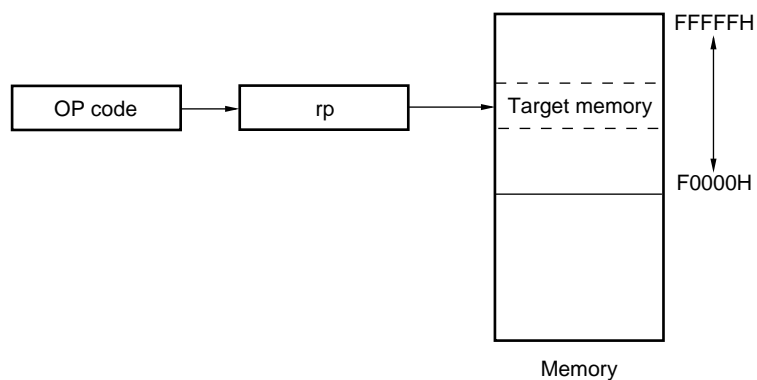 FFFFFH
OP code
rp
Target memory
F0000H
Memory